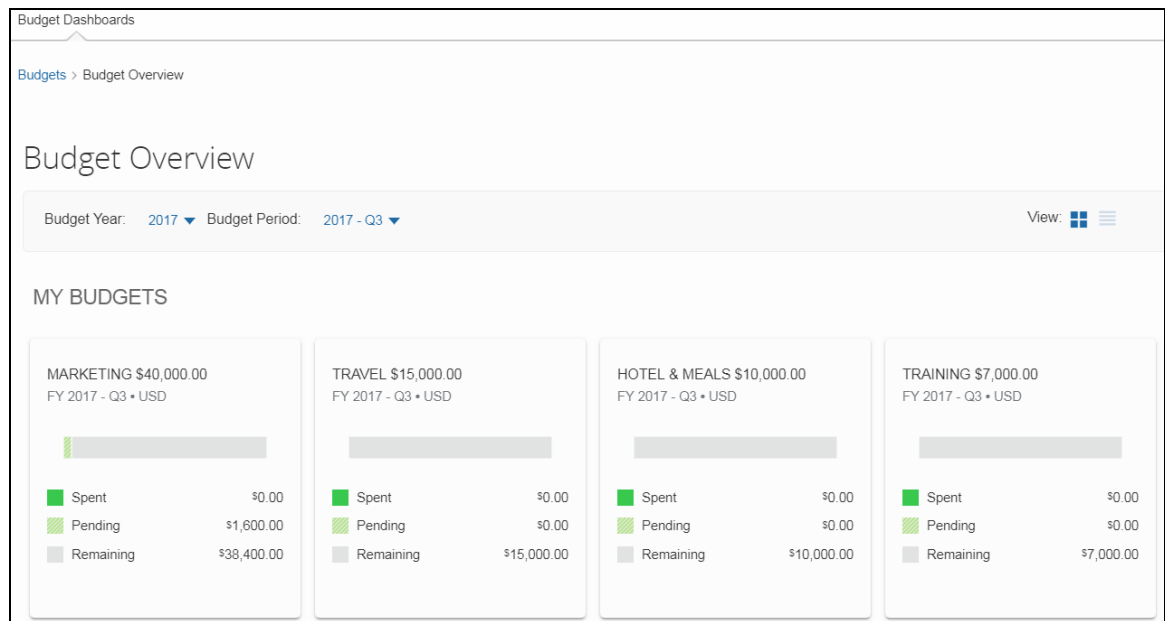 Budget Dashboards
Budgets > Budget Overview
Budget Overview
Budget Year: 2017 Budget Period: 2017 - Q3 View:
MY BUDGETS
MARKETING $40,000.00
FY 2017 - Q3 • USD
Spent $0.00
Pending $1,600.00
Remaining $38,400.00
TRAVEL $15,000.00
FY 2017 - Q3 • USD
Spent $0.00
Pending $0.00
Remaining $15,000.00
HOTEL & MEALS $10,000.00
FY 2017 - Q3 • USD
Spent $0.00
Pending $0.00
Remaining $10,000.00
TRAINING $7,000.00
FY 2017 - Q3 • USD
Spent $0.00
Pending $0.00
Remaining $7,000.00